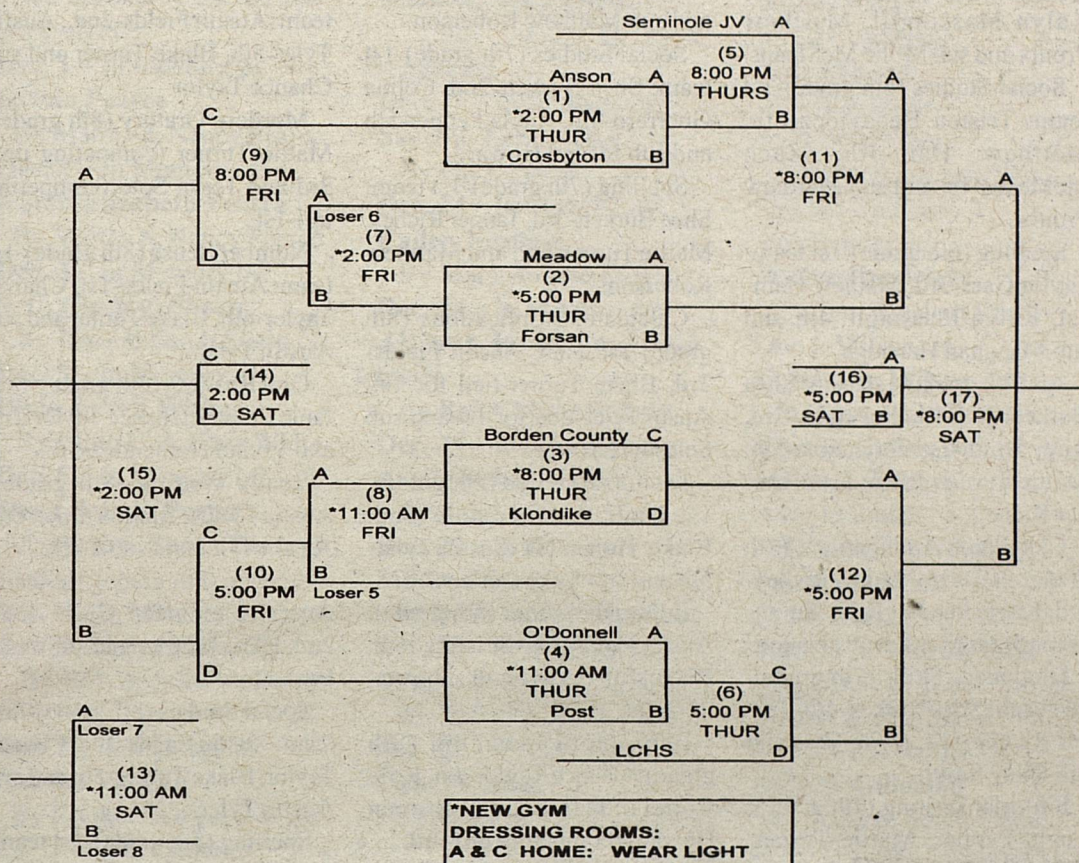 Seminole JV A
(5)
8:00 PM
THURS
B
Anson A
(1)
*2:00 PM
THUR
Crosbyton B
A
(11)
*8:00 PM
FRI
B
A
C
(9)
8:00 PM
FRI
D
A
Loser 6
(7)
*2:00 PM
FRI
B
Meadow A
(2)
*5:00 PM
THUR
Forsan B
A
(14)
2:00 PM
D SAT
A
(16)
*5:00 PM
SAT B
(17)
*8:00 PM
SAT
Borden County C
(3)
*8:00 PM
THUR
Klondike D
(15)
*2:00 PM
SAT
A
(8)
*11:00 AM
FRI
B
Loser 5
A
(12)
*5:00 PM
FRI
B
B
C
(10)
5:00 PM
FRI
D
B
O'Donnell A
(4)
*11:00 AM
THUR
Post B
C
(6)
5:00 PM
THUR
LCHS D
A
Loser 7
(13)
*11:00 AM
SAT
B
Loser 8
*NEW GYM
DRESSING ROOMS:
A & C HOME: WEAR LIGHT